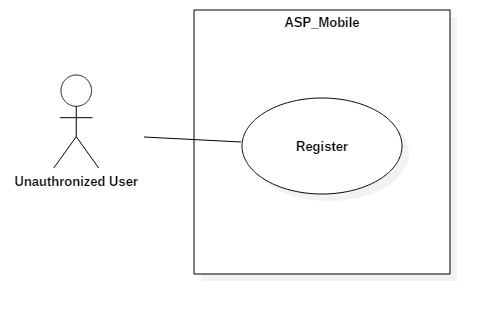 ASP_Mobile
Register
Unauthronized User